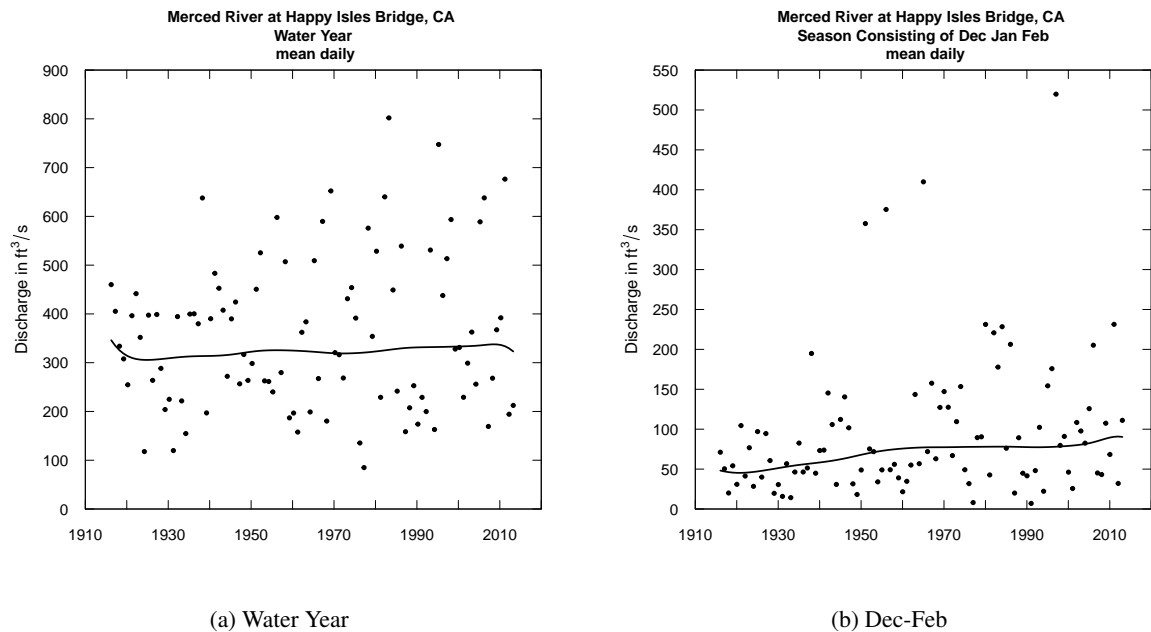 Merced River at Happy Isles Bridge, CA
Water Year
mean daily
900
800
700
600
500
400
300
200
100
0
Discharge in ft³/s
1910 1930 1950 1970 1990 2010
(a) Water Year
Merced River at Happy Isles Bridge, CA
Season Consisting of Dec Jan Feb
mean daily
550
500
450
400
350
300
250
200
150
100
50
0
Discharge in ft³/s
1910 1930 1950 1970 1990 2010
(b) Dec-Feb